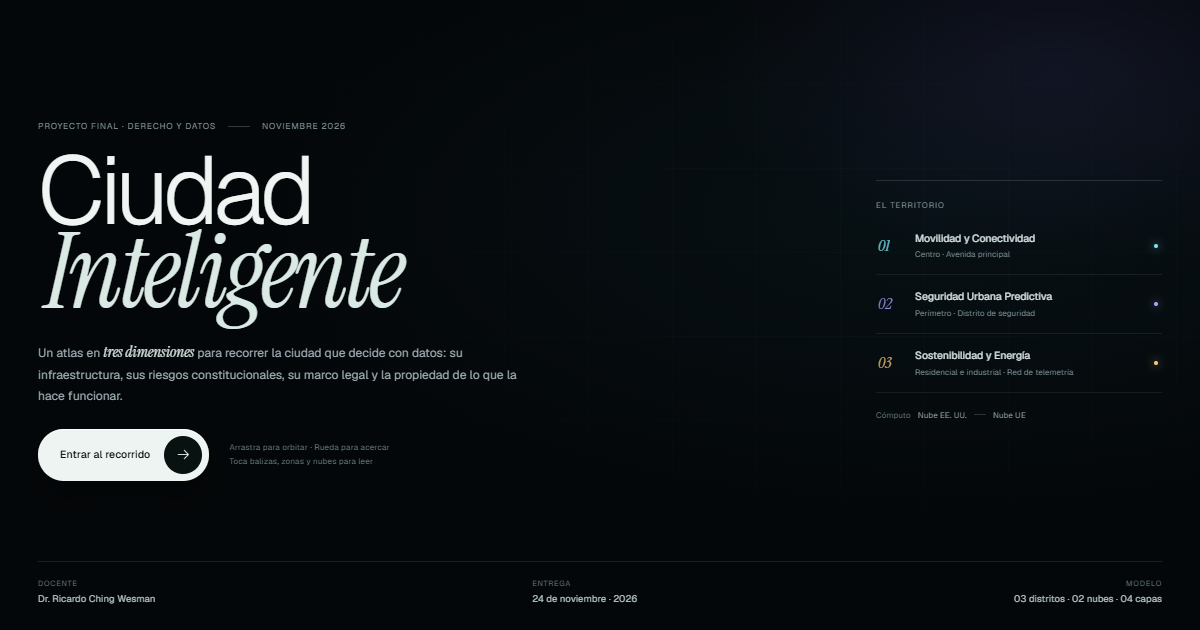 PROYECTO FINAL · DERECHO Y DATOS — NOVIEMBRE 2026
Ciudad
Inteligente
Un atlas en tres dimensiones para recorrer la ciudad que decide con datos: su
infraestructura, sus riesgos constitucionales, su marco legal y la propiedad de lo que la
hace funcionar.
Entrar al recorrido →
Arrastra para orbitar · Rueda para acercar
Toca balizas, zonas y nubes para leer
EL TERRITORIO
01 Movilidad y Conectividad
Centro · Avenida principal
02 Seguridad Urbana Predictiva
Perímetro · Distrito de seguridad
03 Sostenibilidad y Energía
Residencial e industrial · Red de telemetría
Cómputo Nube EE. UU. — Nube UE
DOCENTE
Dr. Ricardo Ching Wesman
ENTREGA
24 de noviembre · 2026
MODELO
03 distritos · 02 nubes · 04 capas